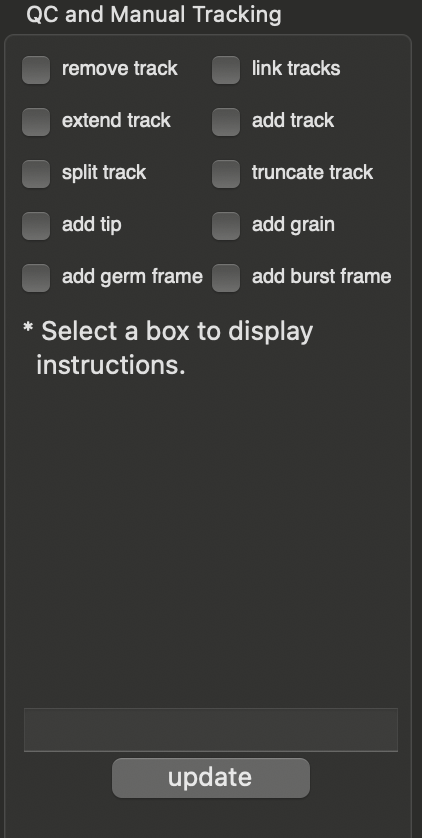 QC and Manual Tracking
remove track link tracks
extend track add track
split track truncate track
add tip add grain
add germ frame add burst frame
* Select a box to display
instructions.
update